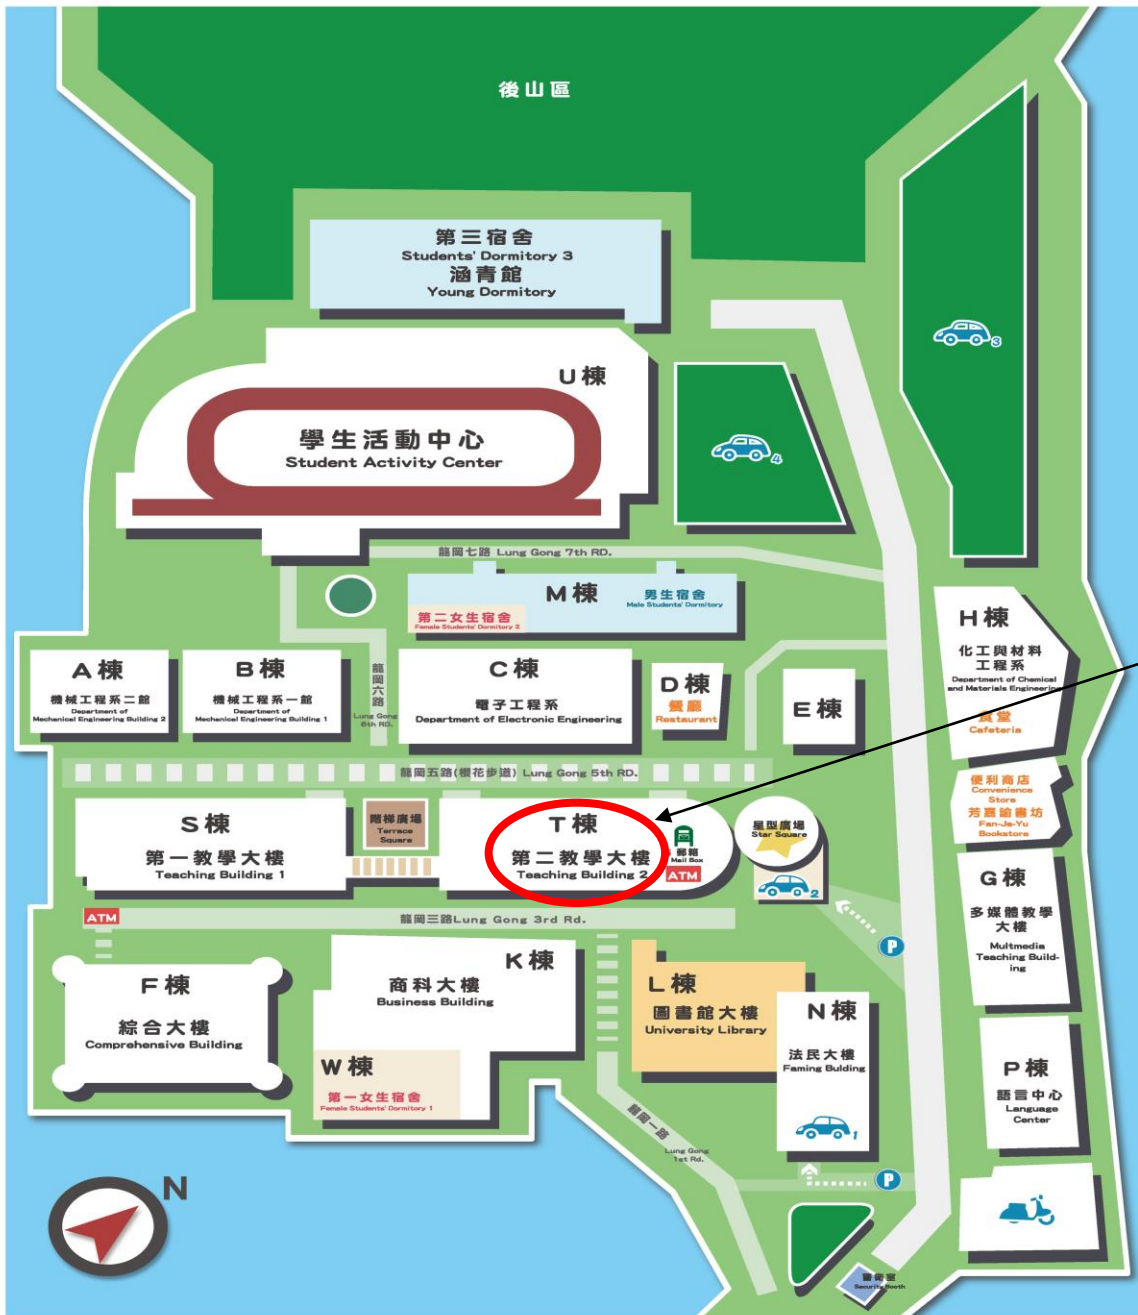 後山區
第三宿舍
Students' Dormitory 3
涵青館
Young Dormitory
3
U棟
學生活動中心
Student Activity Center
4
龍岡七路 Lung Gong 7th RD.
M棟
男生宿舍
Male Students' Dormitory
第二女生宿舍
Female Students' Dormitory 2
H棟
化工與材料
工程系
Department of Chemical
and Materials Engineering
食堂
Cafeteria
A棟
機械工程系二館
Department of
Mechanical Engineering Building 2
B棟
機械工程系一館
Department of
Mechanical Engineering Building 1
龍岡六路
Lung Gong
6th RD.
C棟
電子工程系
Department of Electronic Engineering
D棟
餐廳
Restaurant
E棟
龍岡五路(櫻花步道) Lung Gong 5th RD.
便利商店
Convenience
Store
芳嘉諭書坊
Fan-Ja-Yu
Bookstore
S棟
第一教學大樓
Teaching Building 1
階梯廣場
Terrace
Square
T棟
第二教學大樓
Teaching Building 2
郵箱
Mail Box
ATM
星型廣場
Star Square
2
G棟
多媒體教學
大樓
Multmedia
Teaching Build-
ing
ATM
龍岡三路Lung Gong 3rd Rd.
P
F棟
綜合大樓
Comprehensive Building
K棟
商科大樓
Business Building
W棟
第一女生宿舍
Female Students' Dormitory 1
L棟
圖書館大樓
University Library
N棟
法民大樓
Faming Bulding
1
P棟
語言中心
Language
Center
龍岡一路
Lung Gong
1st Rd.
P
N
警衛室
Security Booth